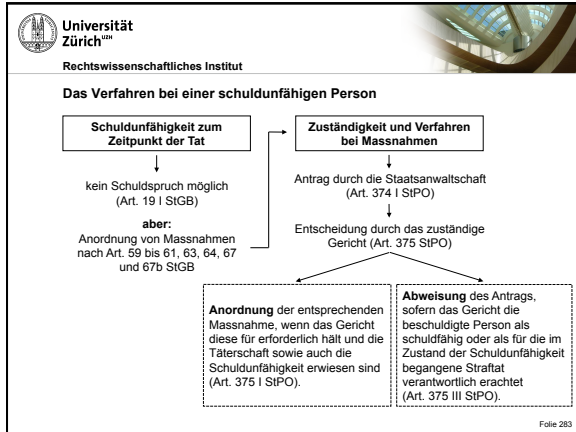 Universität
Zürich UZH
Rechtswissenschaftliches Institut
Das Verfahren bei einer schuldunfähigen Person
Schuldunfähigkeit zum
Zeitpunkt der Tat
kein Schuldspruch möglich
(Art. 19 I StGB)
aber:
Anordnung von Massnahmen
nach Art. 59 bis 61, 63, 64, 67
und 67b StGB
Zuständigkeit und Verfahren
bei Massnahmen
Antrag durch die Staatsanwaltschaft
(Art. 374 I StPO)
Entscheidung durch das zuständige
Gericht (Art. 375 StPO)
Anordnung der entsprechenden
Massnahme, wenn das Gericht
diese für erforderlich hält und die
Täterschaft sowie auch die
Schuldunfähigkeit erwiesen sind
(Art. 375 I StPO).
Abweisung des Antrags,
sofern das Gericht die
beschuldigte Person als
schuldfähig oder als für die im
Zustand der Schuldunfähigkeit
begangene Straftat
verantwortlich erachtet
(Art. 375 III StPO).
Folie 283